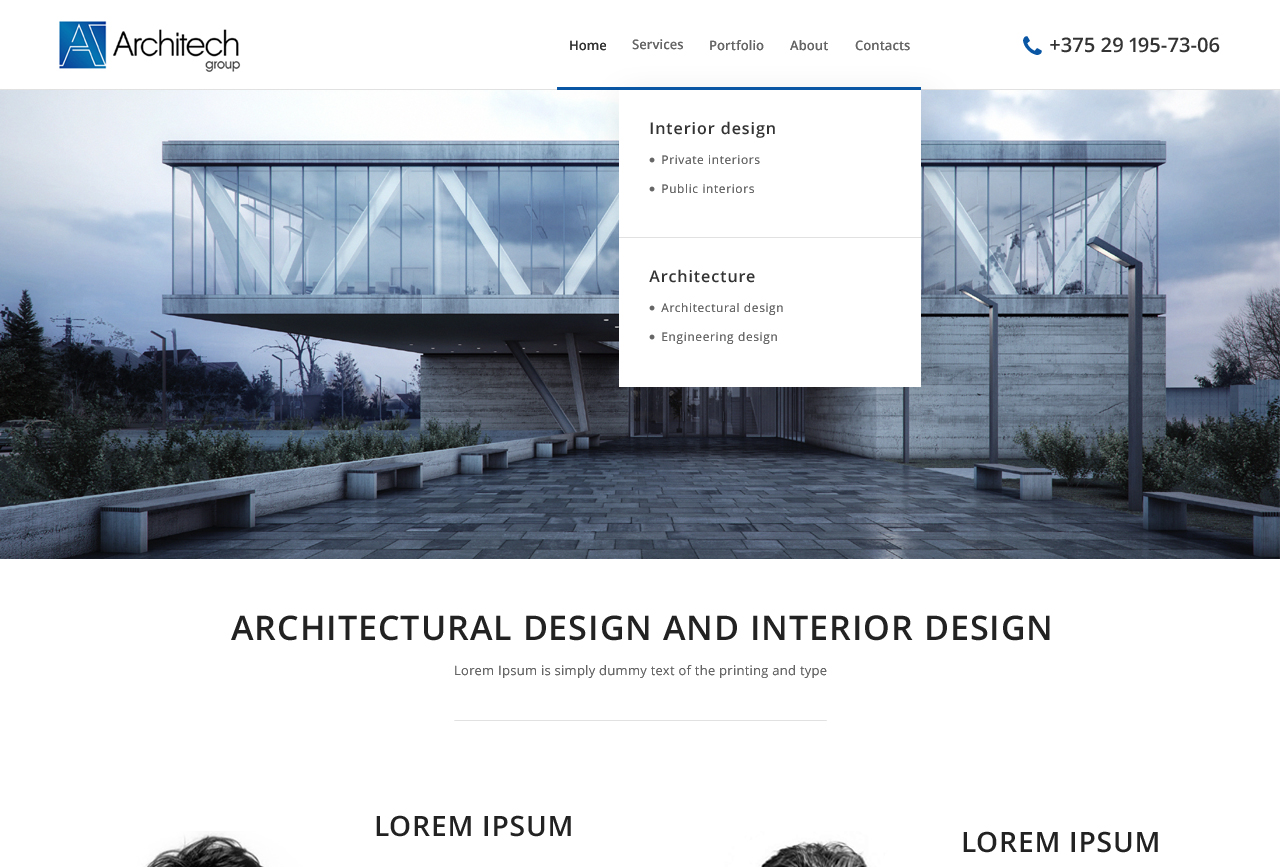 Architech
group
Home Services Portfolio About Contacts
+375 29 195-73-06
Interior design
Private interiors
Public interiors
Architecture
Architectural design
Engineering design
ARCHITECTURAL DESIGN AND INTERIOR DESIGN
Lorem Ipsum is simply dummy text of the printing and type
LOREM IPSUM
LOREM IPSUM